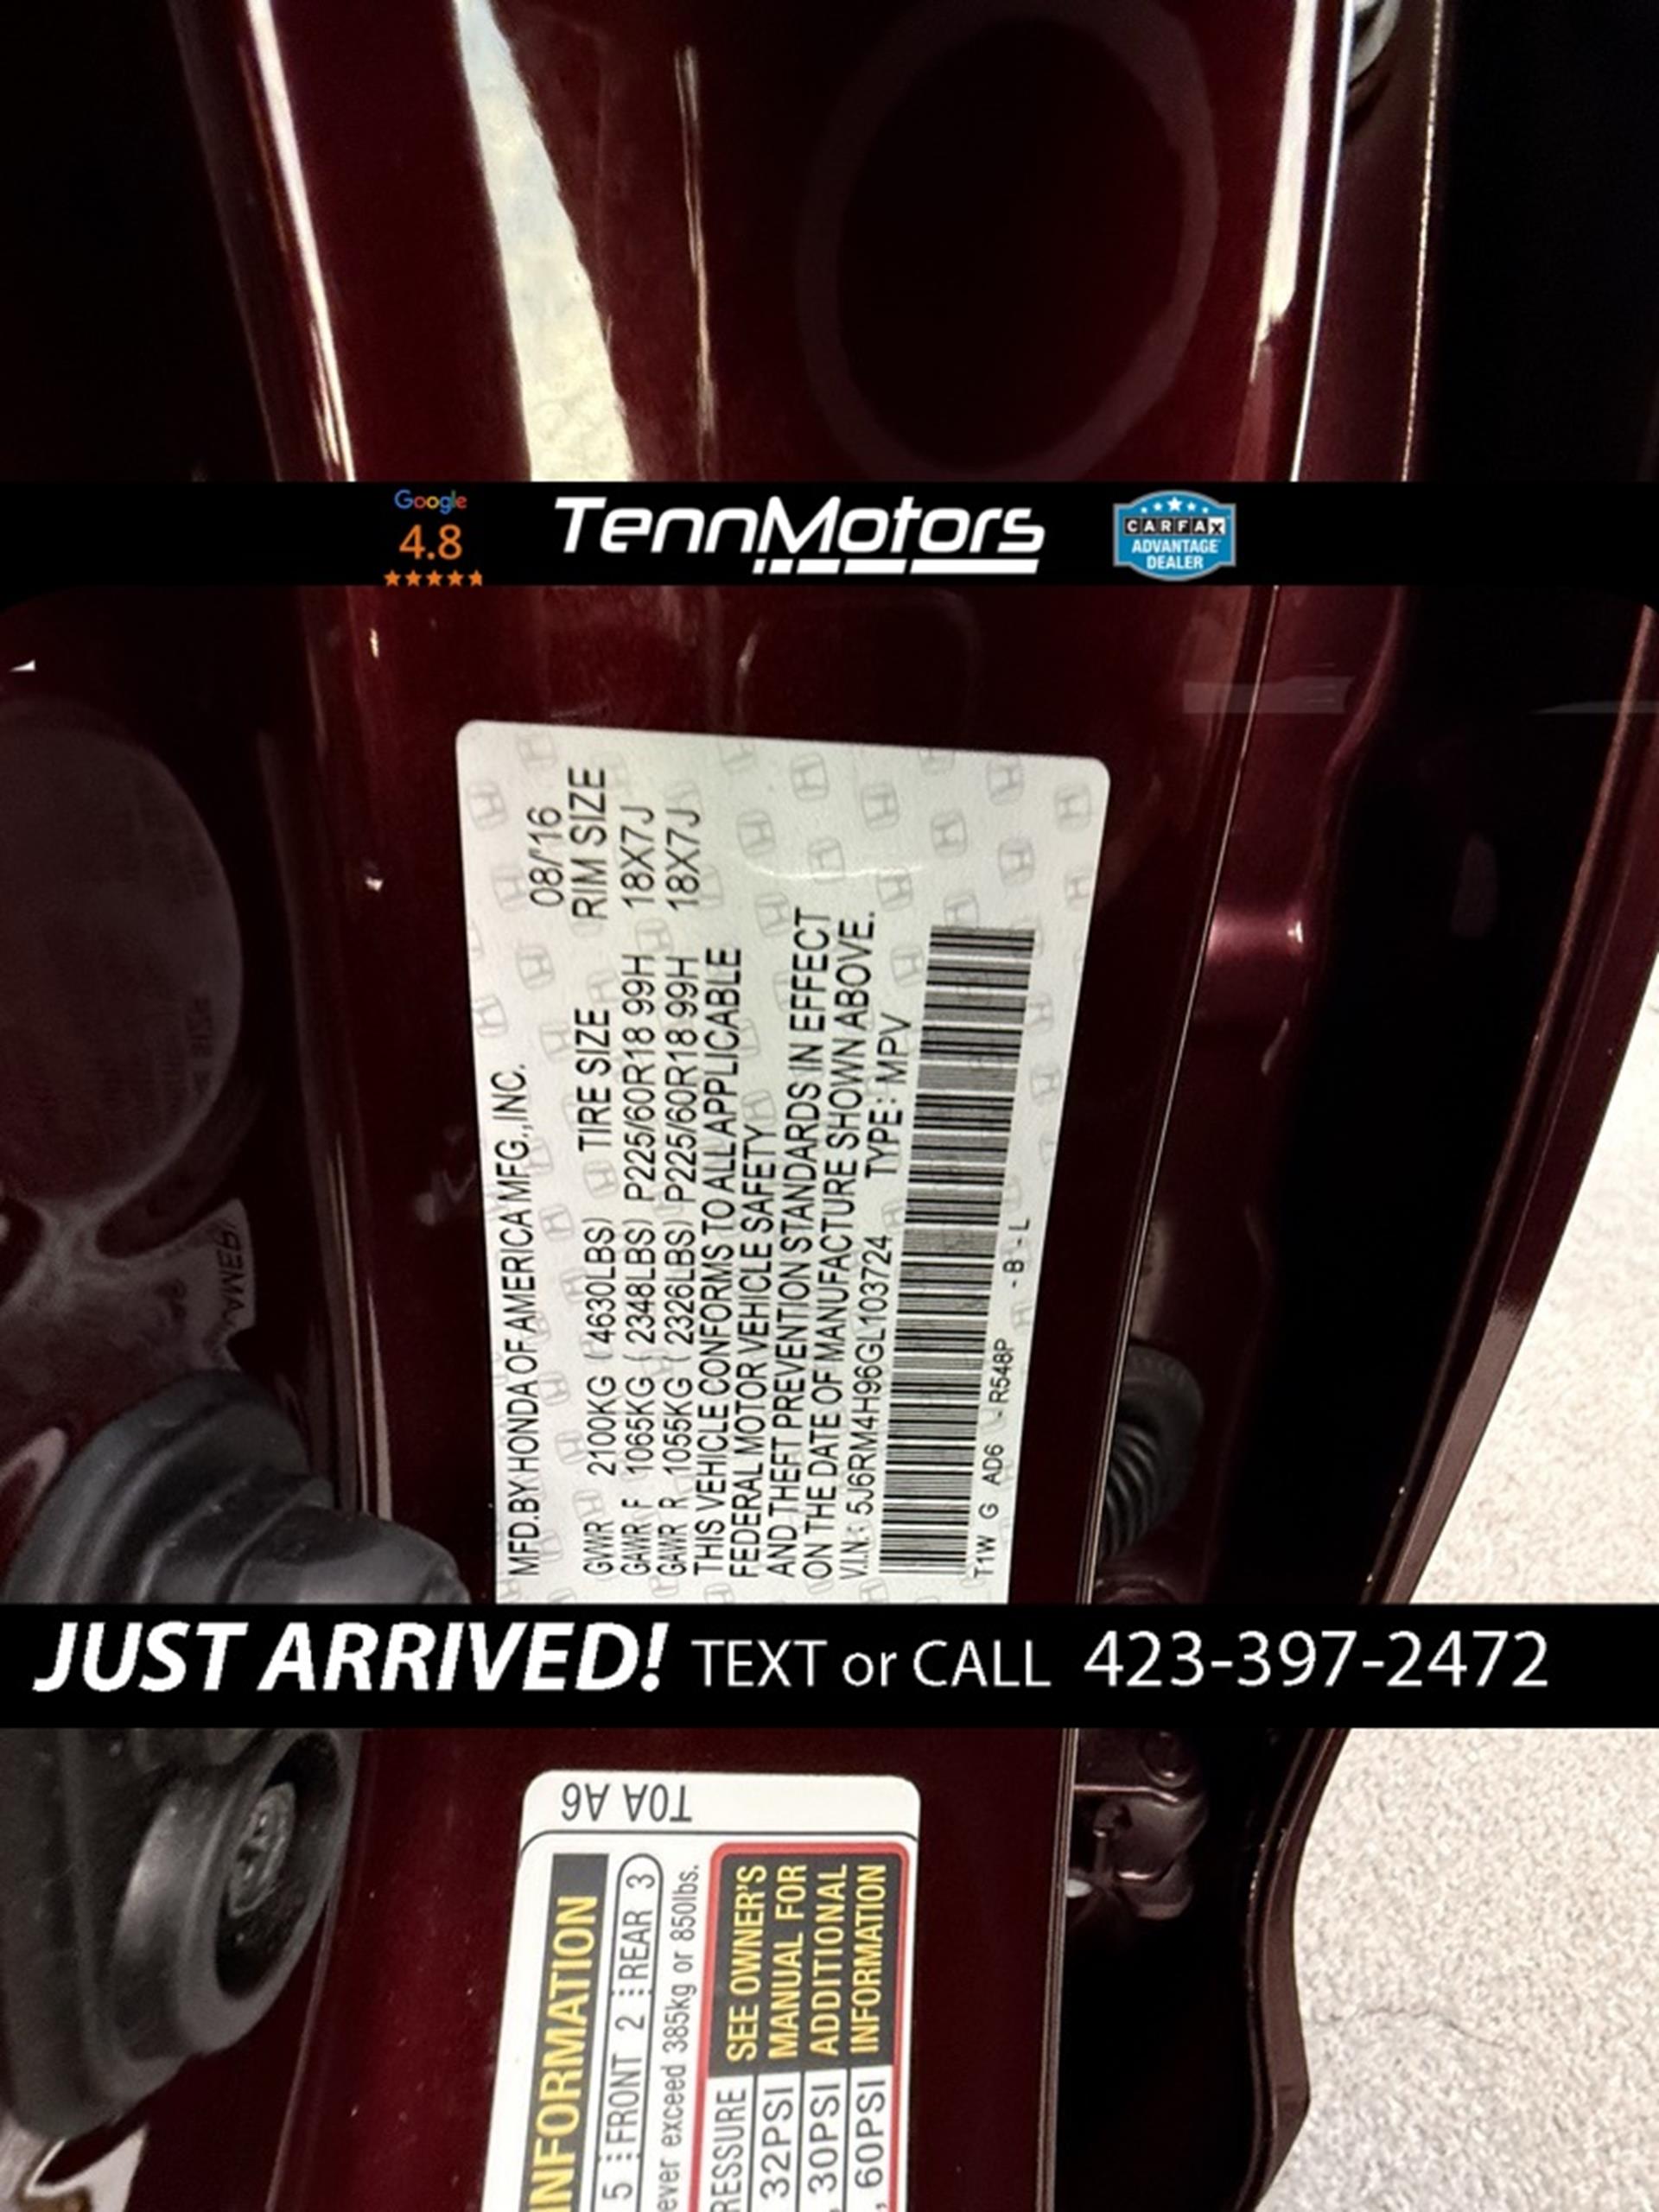 Google
4.8
TennMotors
CARFAX
ADVANTAGE
DEALER
MFD.BY HONDA OF AMERICA MFG.,INC.
08/'16
GVWR 2100KG (4630LBS) TIRE SIZE RIM SIZE
GAWR F 1065KG (2348LBS) P225/60R18 99H 18X7J
GAWR R 1055KG (2326LBS) P225/60R18 99H 18X7J
THIS VEHICLE CONFORMS TO ALL APPLICABLE
FEDERAL MOTOR VEHICLE SAFETY
AND THEFT PREVENTION STANDARDS IN EFFECT
ON THE DATE OF MANUFACTURE SHOWN ABOVE.
V.I.N.: 5J6RM4H96GL103724 TYPE: MPV
T1W G AD6 - R548P - B - L
JUST ARRIVED! TEXT or CALL 423-397-2472
T0A A6
INFORMATION
5 FRONT 2 REAR 3
exceed 385kg or 850lbs.
32PSI
30PSI
60PSI
SEE OWNER'S
MANUAL FOR
ADDITIONAL
INFORMATION